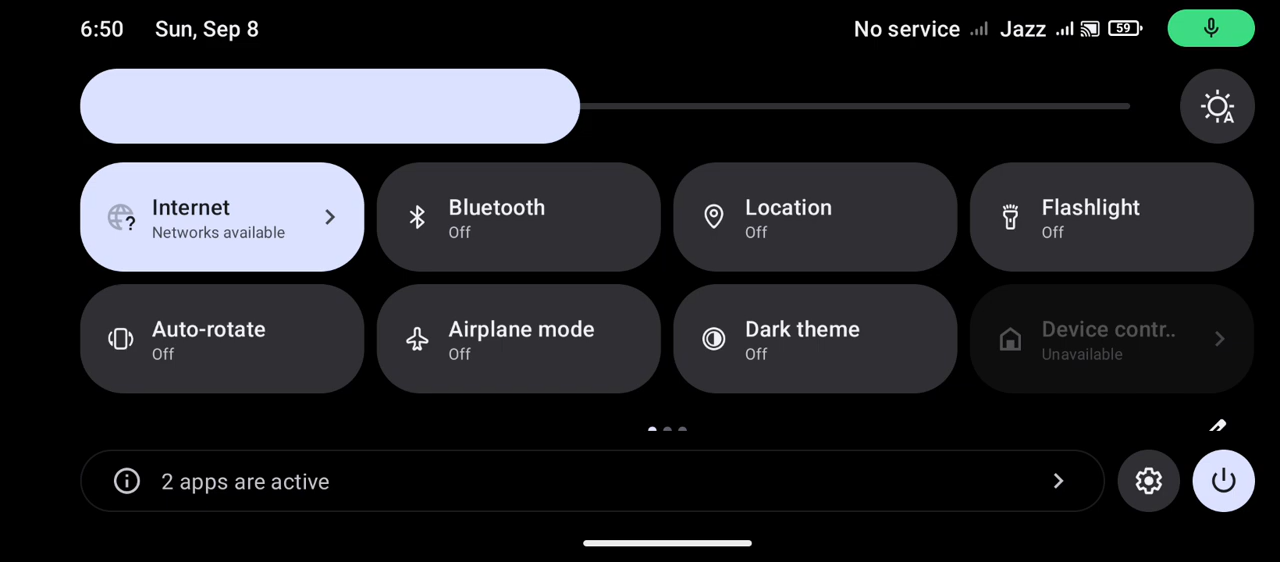 6:50 Sun, Sep 8 No service Jazz 59
A
Internet Bluetooth Location Flashlight
Networks available Off Off Off
Auto-rotate Airplane mode Dark theme Device contr..
Off Off Off Unavailable
2 apps are active